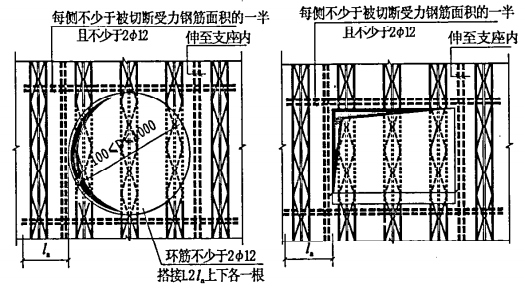 每侧不少于被切断受力钢筋面积的一半
且不少于2φ12
伸至支座内
300<D<1000
lₐ
环筋不少于2φ12
搭接1.2lₐ上下各一根
每侧不少于被切断受力钢筋面积的一半
且不少于2φ12
伸至支座内
lₐ